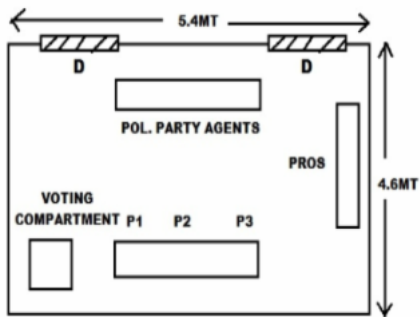 5.4MT
D D
POL. PARTY AGENTS
PROS
4.6MT
VOTING
COMPARTMENT
P1 P2 P3